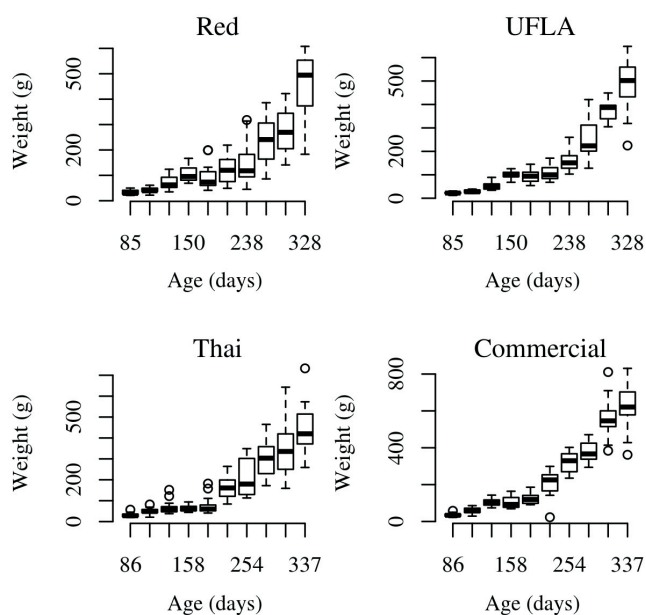 Red
Weight (g)
0 200 500
85 150 238 328
Age (days)
UFLA
Weight (g)
0 200 500
85 150 238 328
Age (days)
Thai
Weight (g)
0 200 500
86 158 254 337
Age (days)
Commercial
Weight (g)
0 400 800
86 158 254 337
Age (days)